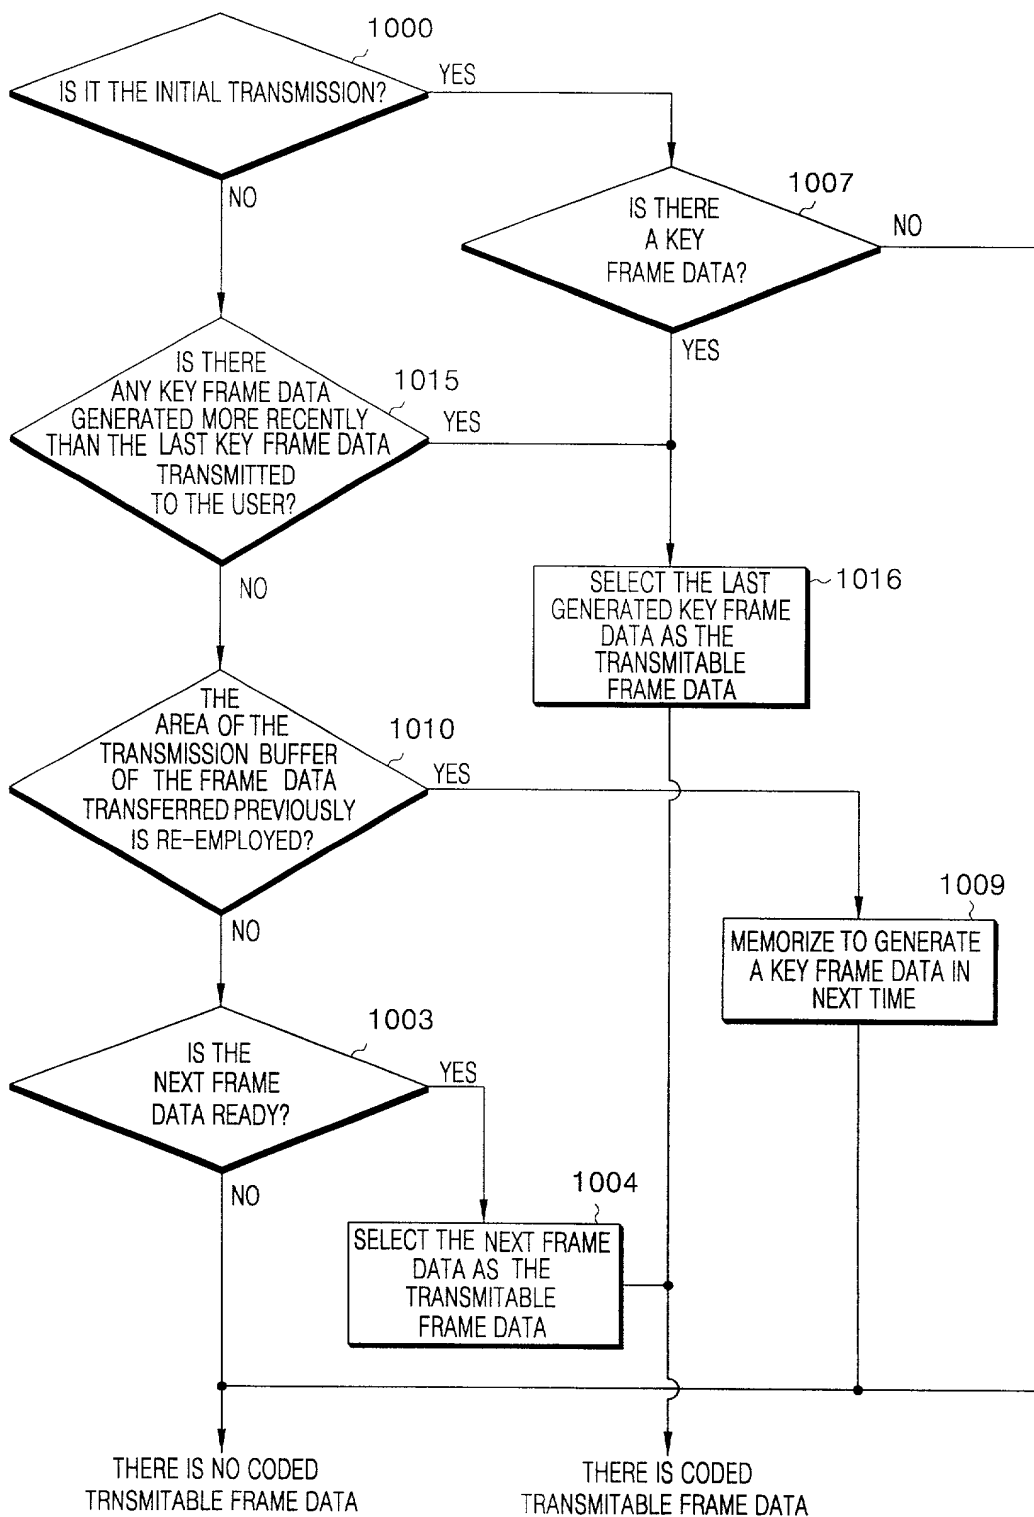 1000
IS IT THE INITIAL TRANSMISSION?
YES
NO
1007
IS THERE
A KEY
FRAME DATA?
NO
YES
IS THERE
ANY KEY FRAME DATA
GENERATED MORE RECENTLY
THAN THE LAST KEY FRAME DATA
TRANSMITTED
TO THE USER?
1015
YES
NO
SELECT THE LAST
GENERATED KEY FRAME
DATA AS THE
TRANSMITABLE
FRAME DATA
1016
THE
AREA OF THE
TRANSMISSION BUFFER
OF THE FRAME DATA
TRANSFERRED PREVIOUSLY
IS RE-EMPLOYED?
1010
YES
NO
1009
MEMORIZE TO GENERATE
A KEY FRAME DATA IN
NEXT TIME
1003
IS THE
NEXT FRAME
DATA READY?
YES
NO
1004
SELECT THE NEXT FRAME
DATA AS THE
TRANSMITABLE
FRAME DATA
THERE IS NO CODED
TRNSMITABLE FRAME DATA
THERE IS CODED
TRANSMITABLE FRAME DATA